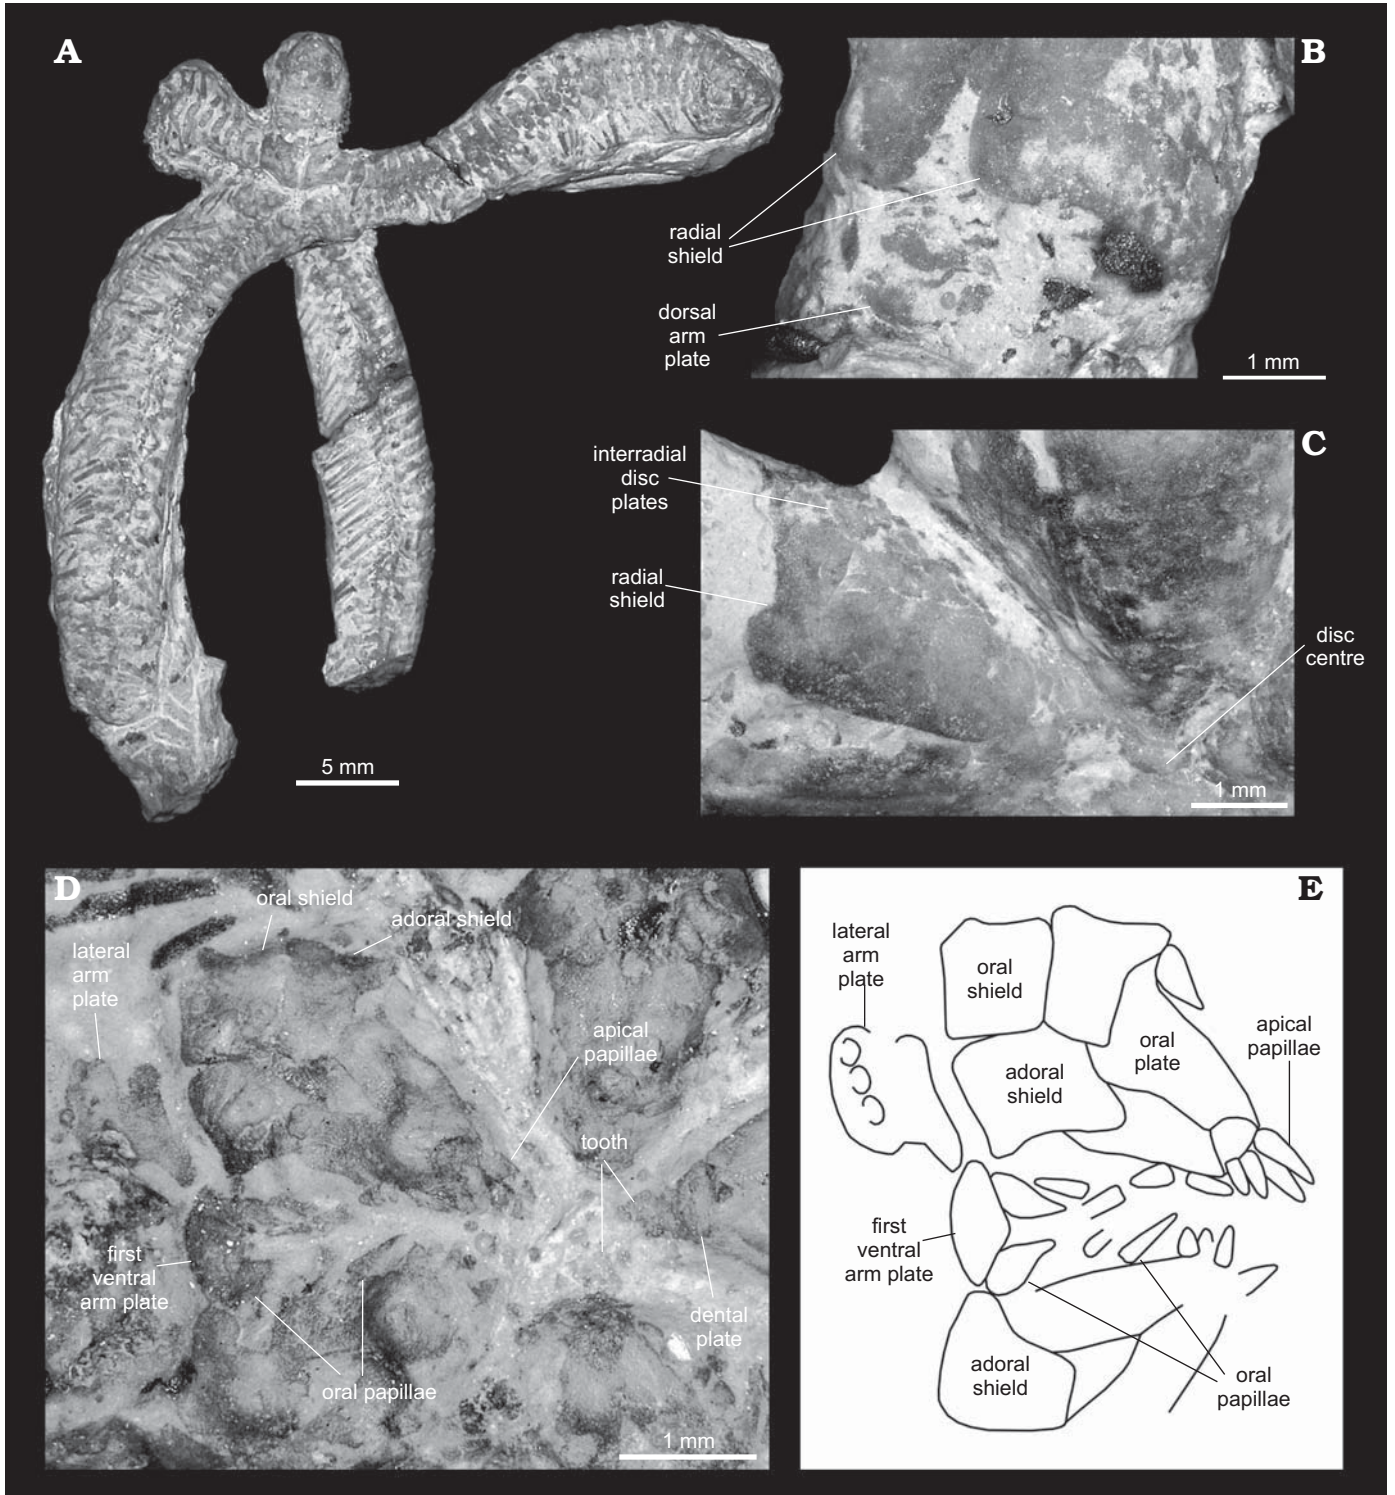 A
B
radial
shield
dorsal
arm
plate
1 mm
C
interradial
disc
plates
radial
shield
disc
centre
1 mm
5 mm
D
oral shield
adoral shield
lateral
arm
plate
apical
papillae
tooth
first
ventral
arm plate
dental
plate
oral papillae
1 mm
E
lateral
arm
plate
oral
shield
oral
plate
apical
papillae
adoral
shield
first
ventral
arm plate
adoral
shield
oral
papillae